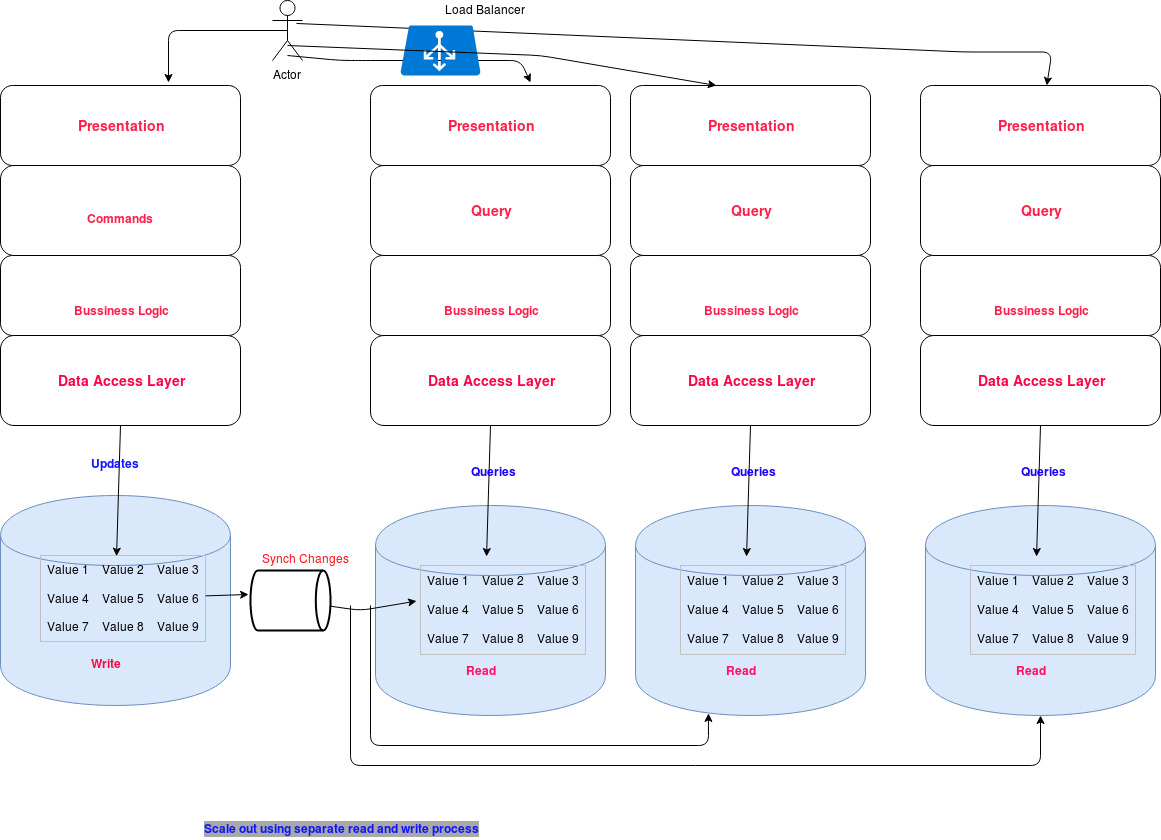 Load Balancer
Actor
Presentation
Presentation
Presentation
Presentation
Commands
Query
Query
Query
Bussiness Logic
Bussiness Logic
Bussiness Logic
Bussiness Logic
Data Access Layer
Data Access Layer
Data Access Layer
Data Access Layer
Updates
Queries
Queries
Queries
Synch Changes
Value 1 Value 2 Value 3
Value 4 Value 5 Value 6
Value 7 Value 8 Value 9
Write
Value 1 Value 2 Value 3
Value 4 Value 5 Value 6
Value 7 Value 8 Value 9
Read
Value 1 Value 2 Value 3
Value 4 Value 5 Value 6
Value 7 Value 8 Value 9
Read
Value 1 Value 2 Value 3
Value 4 Value 5 Value 6
Value 7 Value 8 Value 9
Read
Scale out using separate read and write process